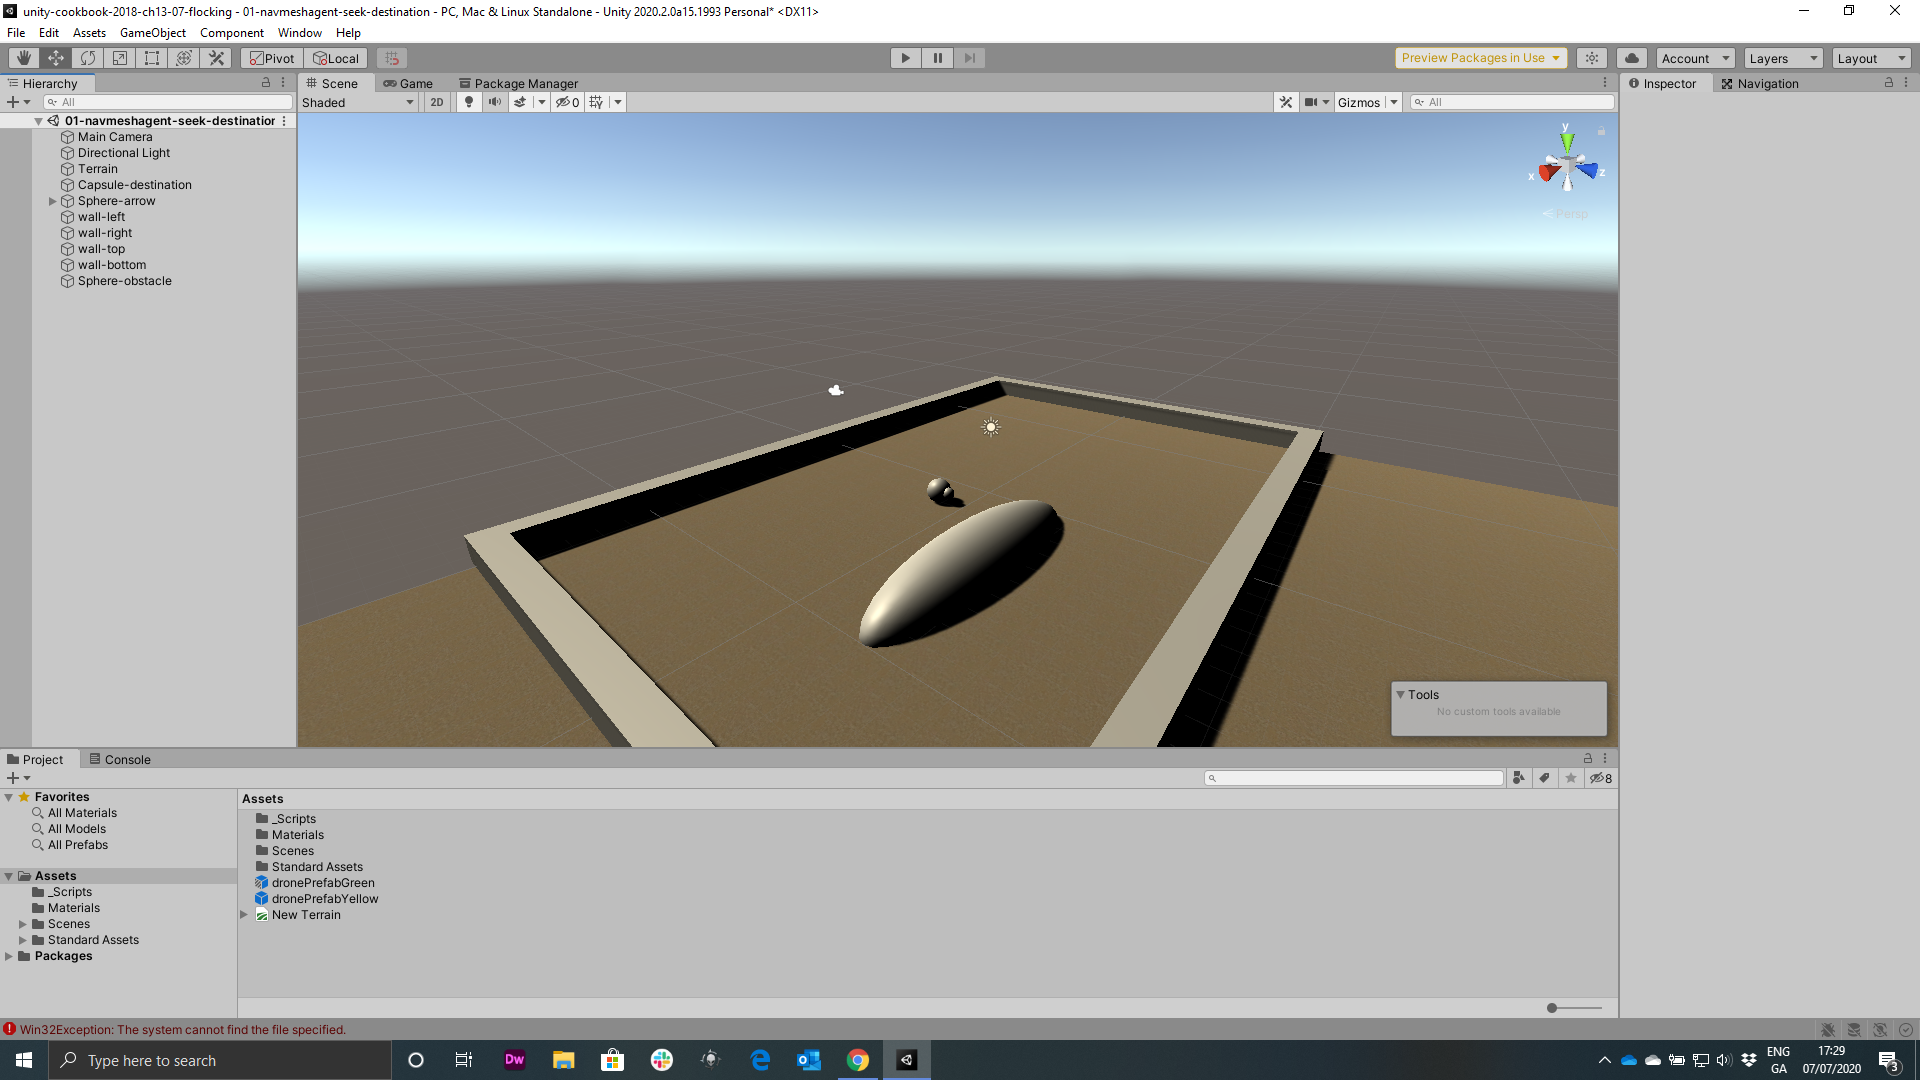 unity-cookbook-2018-ch13-07-flocking - 01-navmeshagent-seek-destination - PC, Mac & Linux Standalone - Unity 2020.2.0a15.1993 Personal* <DX11>
File Edit Assets GameObject Component Window Help
Pivot Local Preview Packages in Use Account Layers Layout
Hierarchy Scene Game Package Manager Inspector Navigation
All Shaded 2D 0 Gizmos All
01-navmeshagent-seek-destination
Main Camera
Directional Light
Terrain
Capsule-destination
Sphere-arrow
wall-left
wall-right
wall-top
wall-bottom
Sphere-obstacle
y
x z
Persp
Tools
No custom tools available
Project Console
8
Favorites
All Materials
All Models
All Prefabs
Assets
_Scripts
Materials
Scenes
Standard Assets
Packages
Assets
_Scripts
Materials
Scenes
Standard Assets
dronePrefabGreen
dronePrefabYellow
New Terrain
Win32Exception: The system cannot find the file specified.
Type here to search
Dw
ENG
GA
17:29
07/07/2020
3